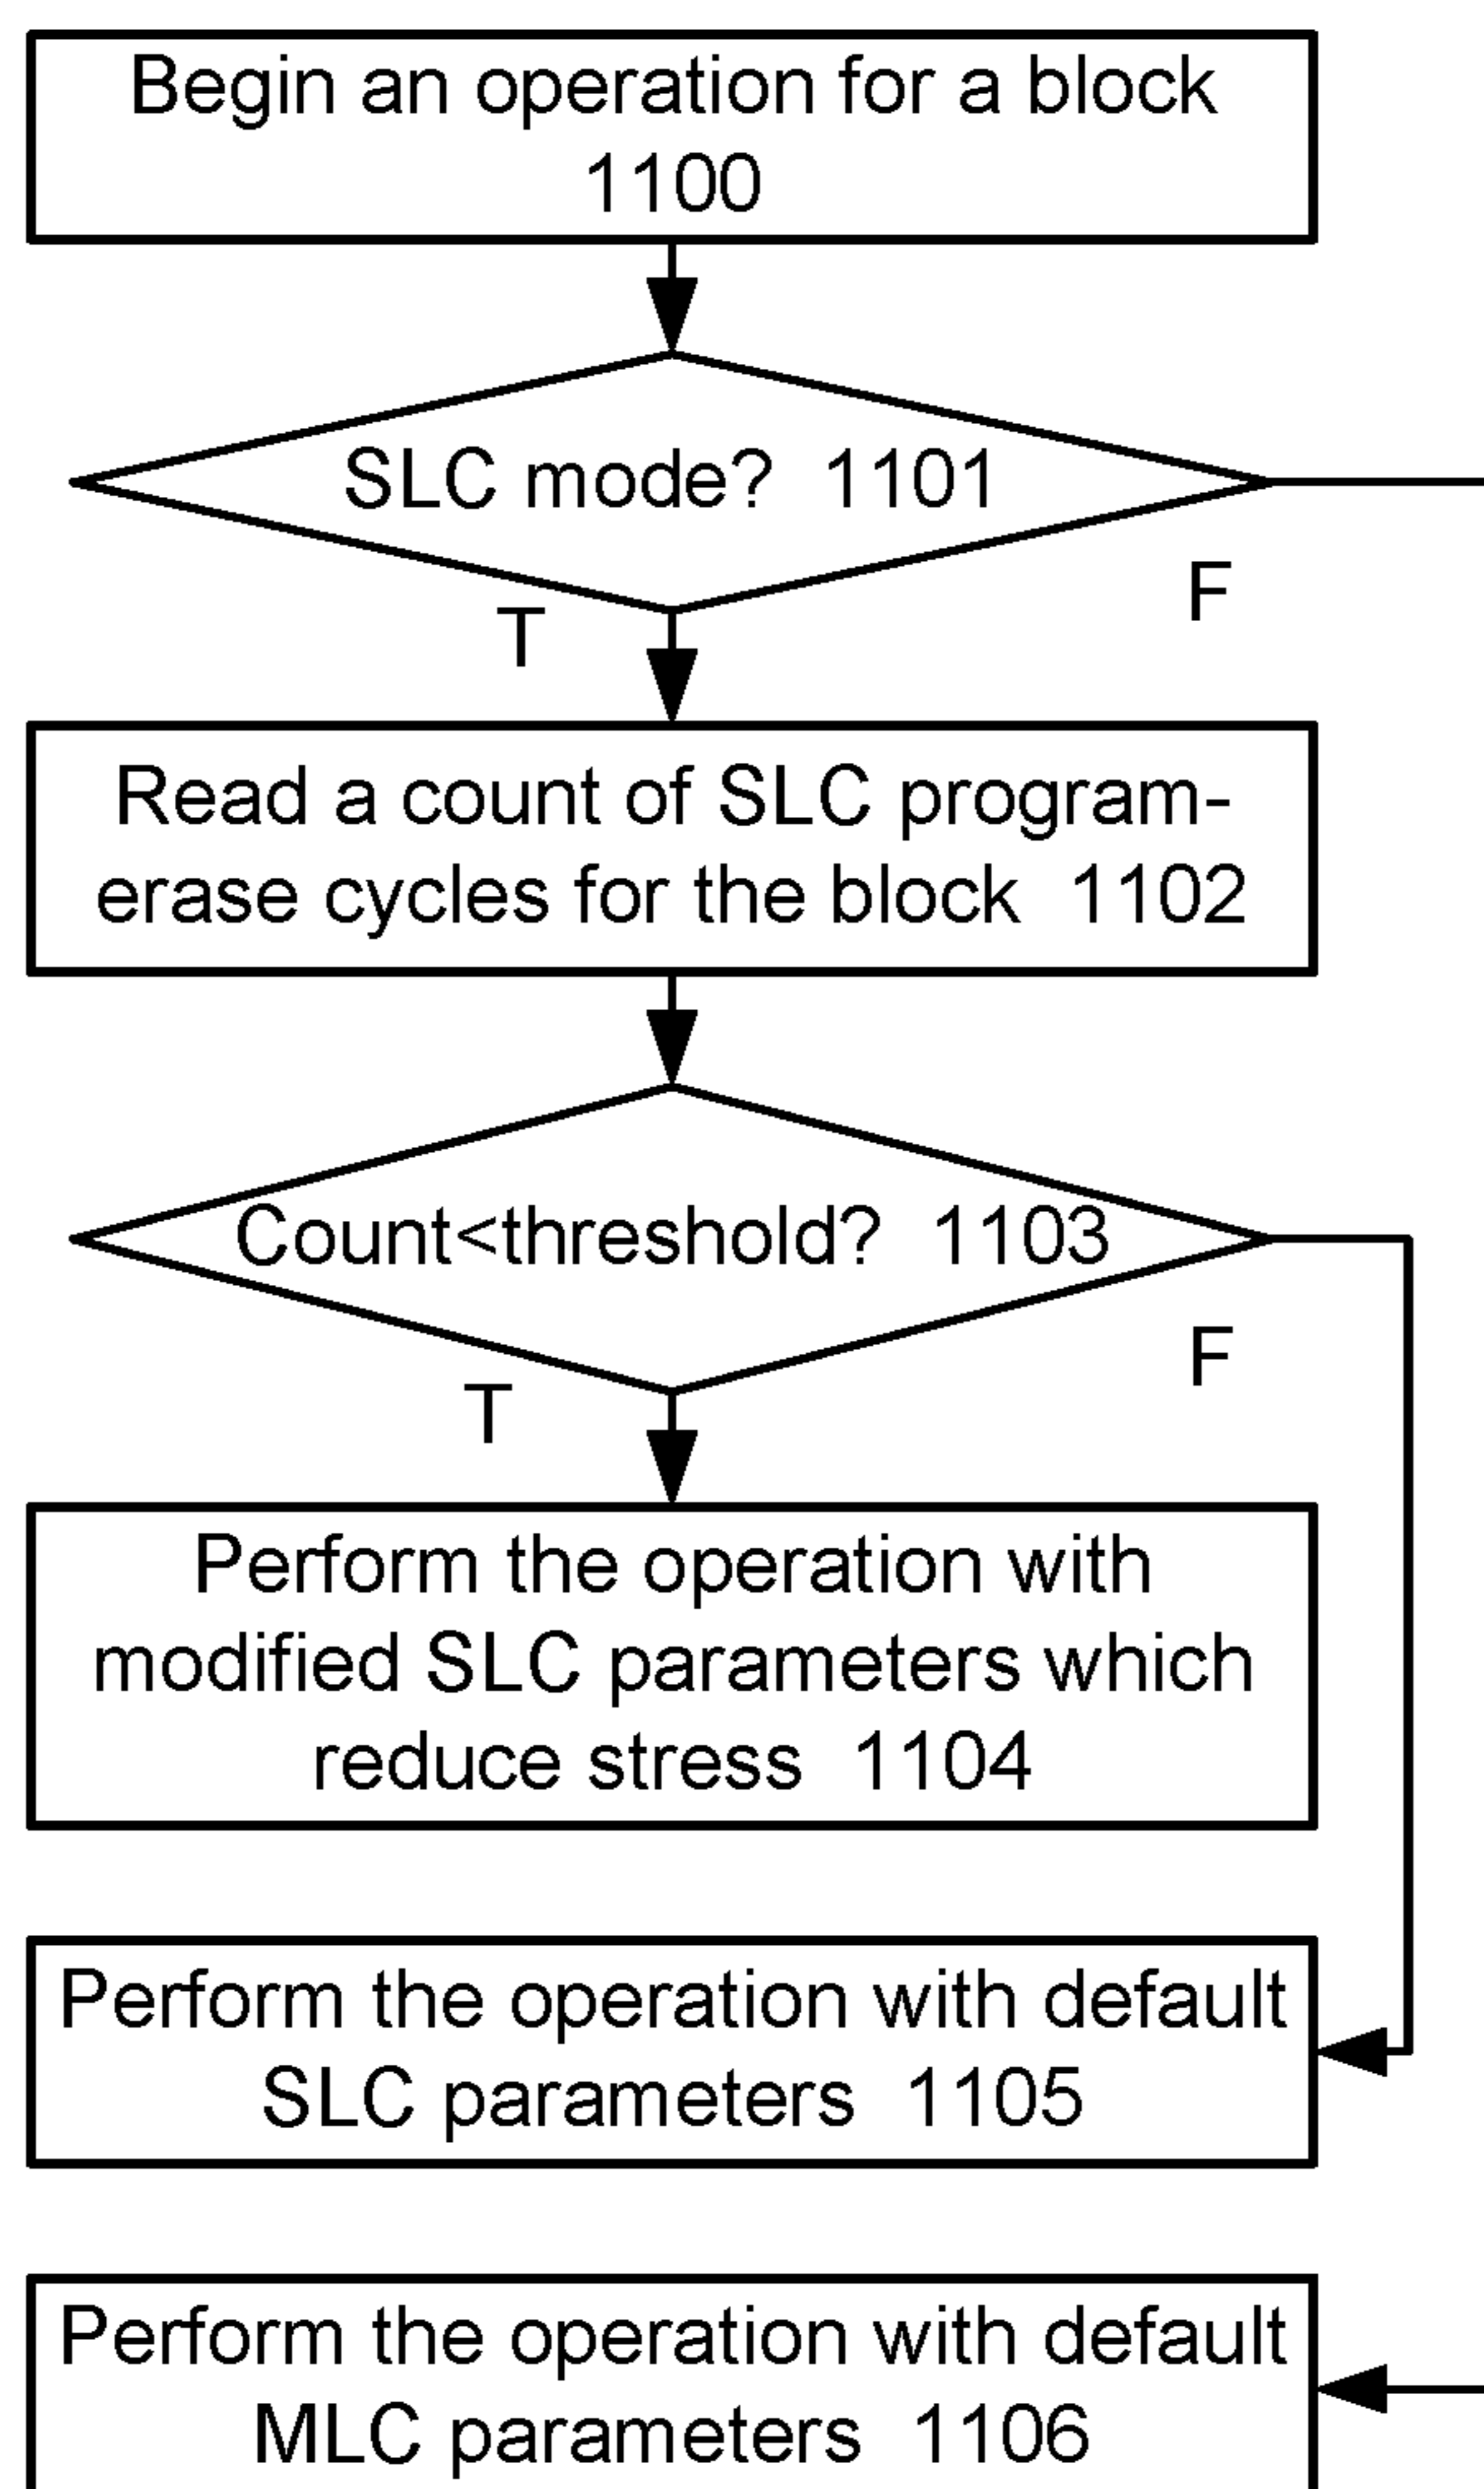 Begin an operation for a block
1100
SLC mode? 1101
F
T
Read a count of SLC program-
erase cycles for the block 1102
Count<threshold? 1103
F
T
Perform the operation with
modified SLC parameters which
reduce stress 1104
Perform the operation with default
SLC parameters 1105
Perform the operation with default
MLC parameters 1106